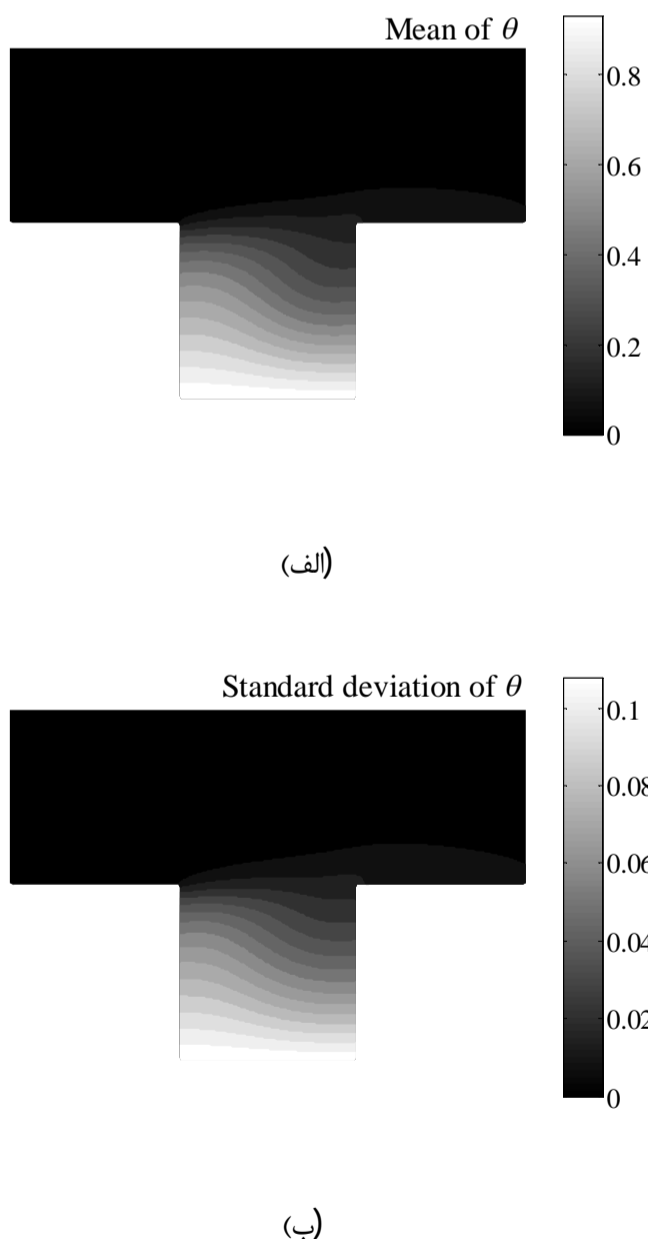 Mean of θ
0.8
0.6
0.4
0.2
0
(الف)
Standard deviation of θ
0.1
0.08
0.06
0.04
0.02
0
(ب)